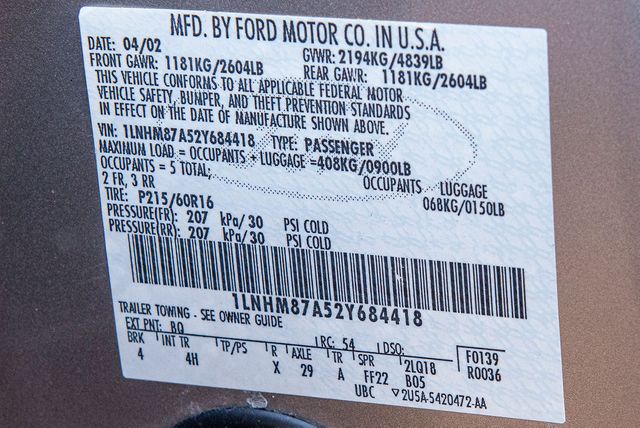 MFD. BY FORD MOTOR CO. IN U.S.A.
DATE: 04/02 GVWR: 2194KG/4839LB
FRONT GAWR: 1181KG/2604LB REAR GAWR: 1181KG/2604LB
THIS VEHICLE CONFORMS TO ALL APPLICABLE FEDERAL MOTOR
VEHICLE SAFETY, BUMPER, AND THEFT PREVENTION STANDARDS
IN EFFECT ON THE DATE OF MANUFACTURE SHOWN ABOVE.
VIN: 1LNHM87A52Y684418 TYPE: PASSENGER
MAXIMUM LOAD = OCCUPANTS + LUGGAGE =408KG/0900LB
OCCUPANTS = 5 TOTAL; OCCUPANTS LUGGAGE
2 FR, 3 RR 068KG/0150LB
TIRE: P215/60R16
PRESSURE(FR): 207 kPa/30 PSI COLD
PRESSURE(RR): 207 kPa/30 PSI COLD
1LNHM87A52Y684418
TRAILER TOWING - SEE OWNER GUIDE
EXT PNT: BQ RC: 54 DSO: F0139
BRK INT TR TP/PS R AXLE TR SPR 2LQ18 R0036
4 4H X 29 A FF22 B05
UBC ▽2U5A-5420472-AA